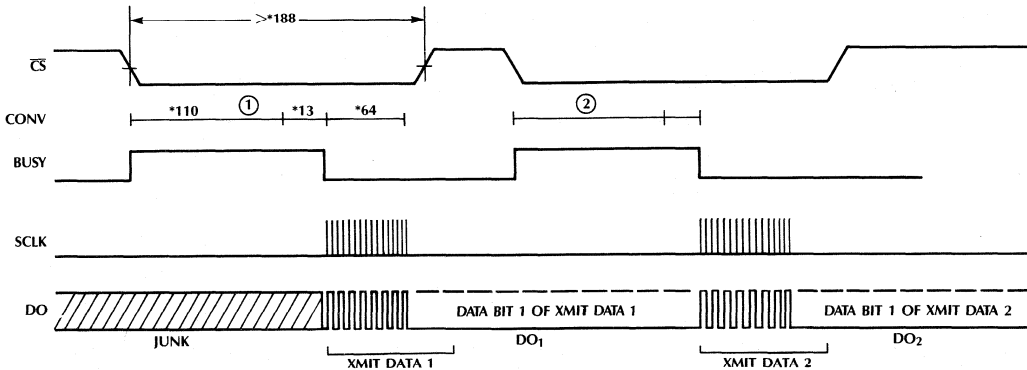 >*188
C̅S̅
CONV
*110
①
*13
*64
②
BUSY
SCLK
DO
DATA BIT 1 OF XMIT DATA 1
DATA BIT 1 OF XMIT DATA 2
JUNK
DO₁
DO₂
XMIT DATA 1
XMIT DATA 2